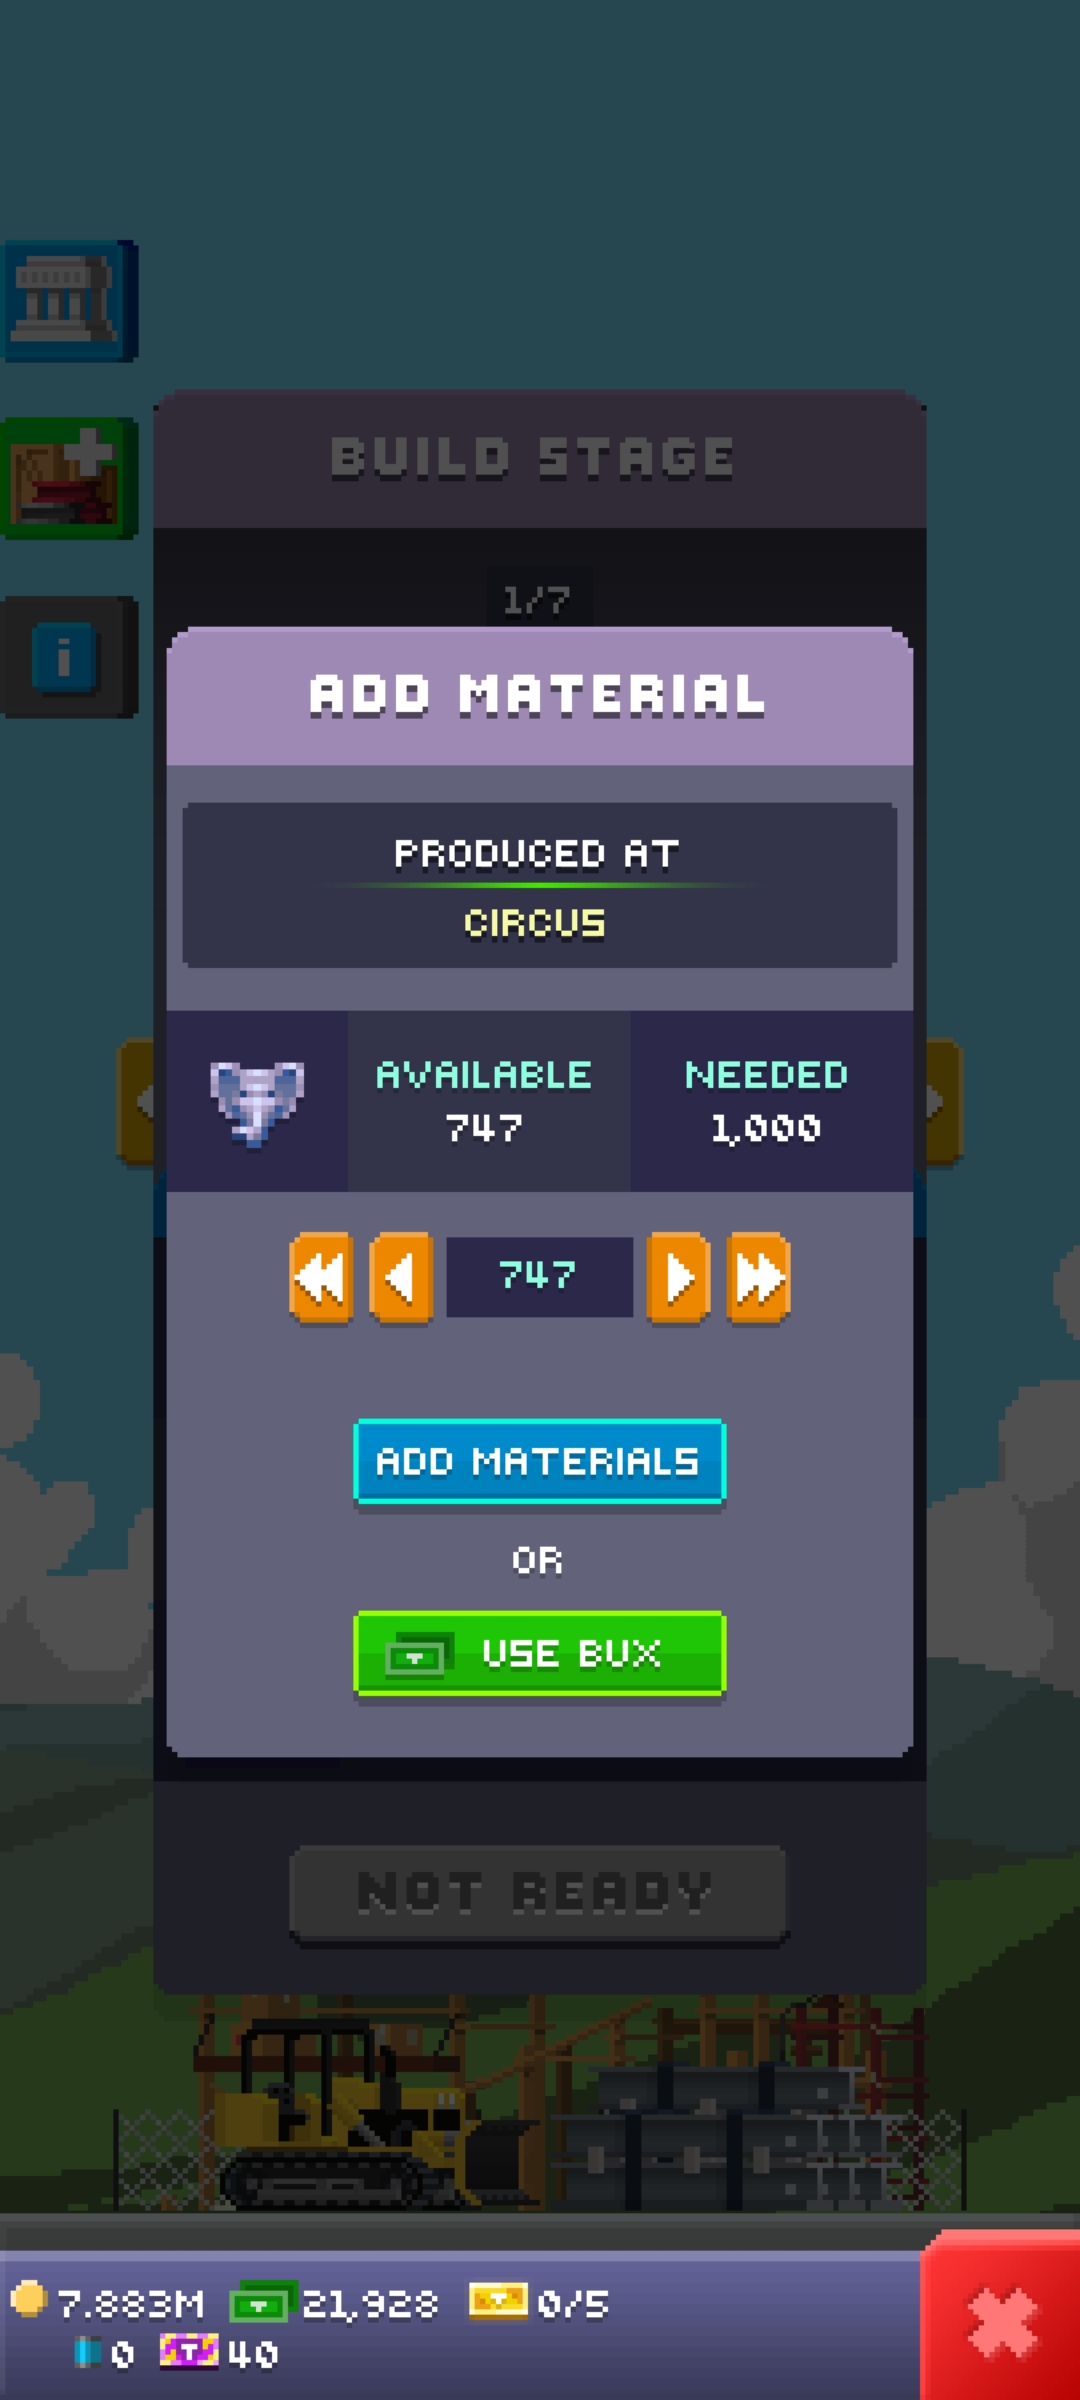 BUILD STAGE
1/7
ADD MATERIAL
PRODUCED AT
CIRCUS
AVAILABLE NEEDED
747 1,000
747
ADD MATERIALS
OR
USE BUX
NOT READY
7.883M 21,928 0/5
0 40